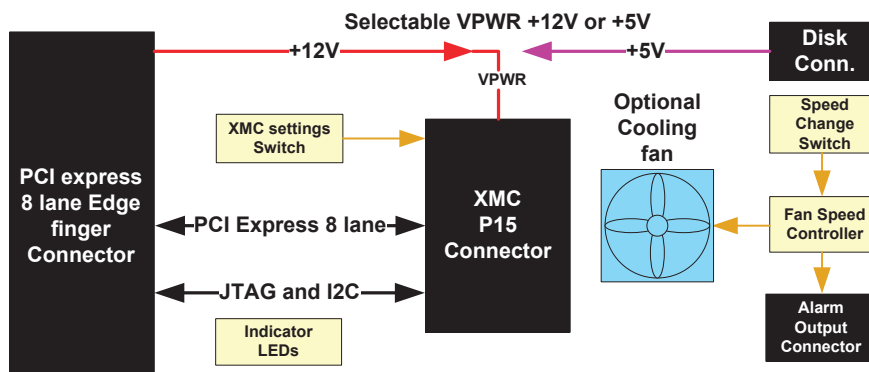 Selectable VPWR +12V or +5V
+12V
+5V
Disk
Conn.
VPWR
XMC settings
Switch
Optional
Cooling
fan
Speed
Change
Switch
PCI express
8 lane Edge
finger
Connector
PCI Express 8 lane
XMC
P15
Connector
Fan Speed
Controller
JTAG and I2C
Indicator
LEDs
Alarm
Output
Connector